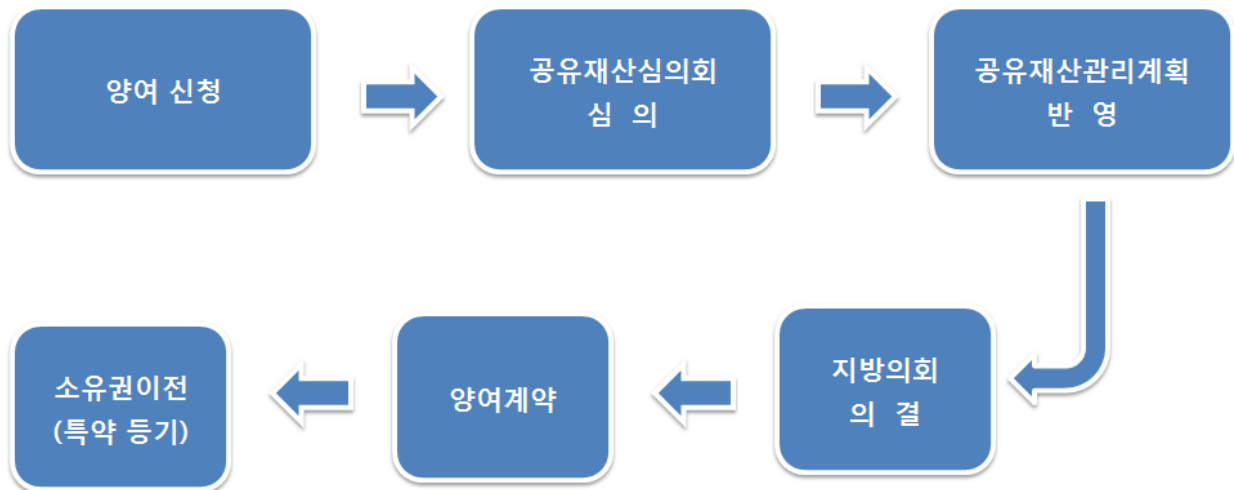 양여 신청
공유재산심의회
심 의
공유재산관리계획
반 영
지방의회
의 결
양여계약
소유권이전
(특약 등기)